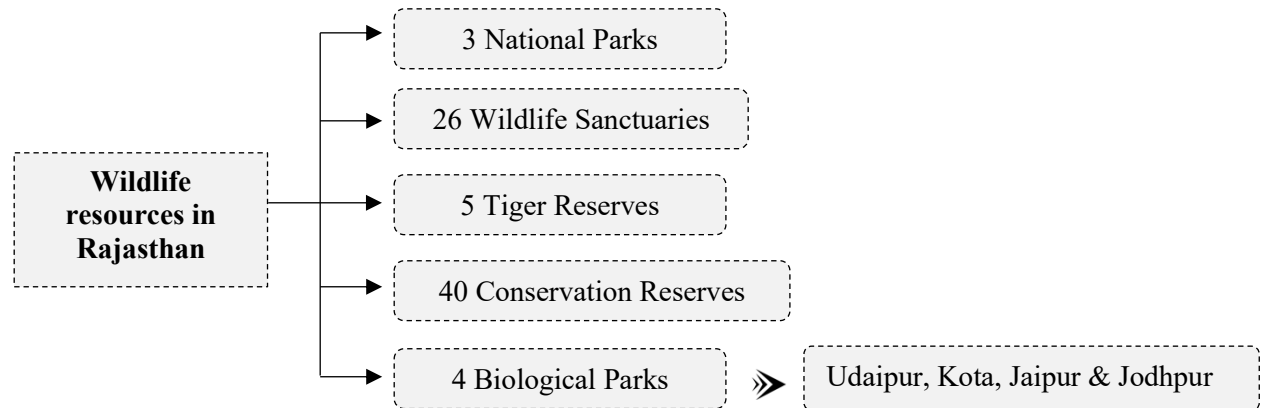 3 National Parks
26 Wildlife Sanctuaries
Wildlife
resources in
Rajasthan
5 Tiger Reserves
40 Conservation Reserves
4 Biological Parks
Udaipur, Kota, Jaipur & Jodhpur